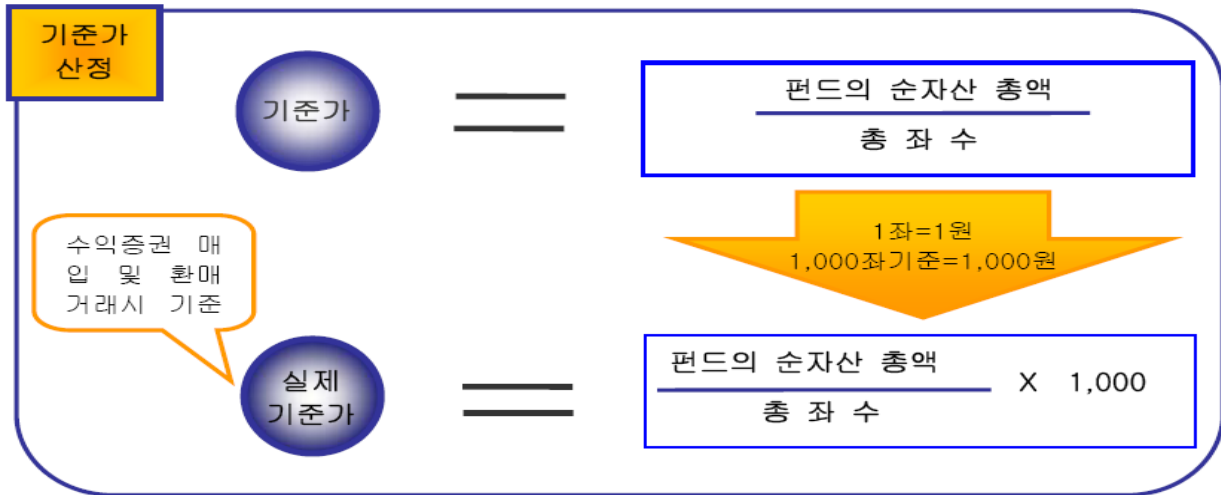 기준가
산정
기준가
펀드의 순자산 총액
총 좌 수
1좌=1원
1,000좌기준=1,000원
수익증권 매
입 및 환매
거래시 기준
실제
기준가
펀드의 순자산 총액
총 좌 수
X 1,000